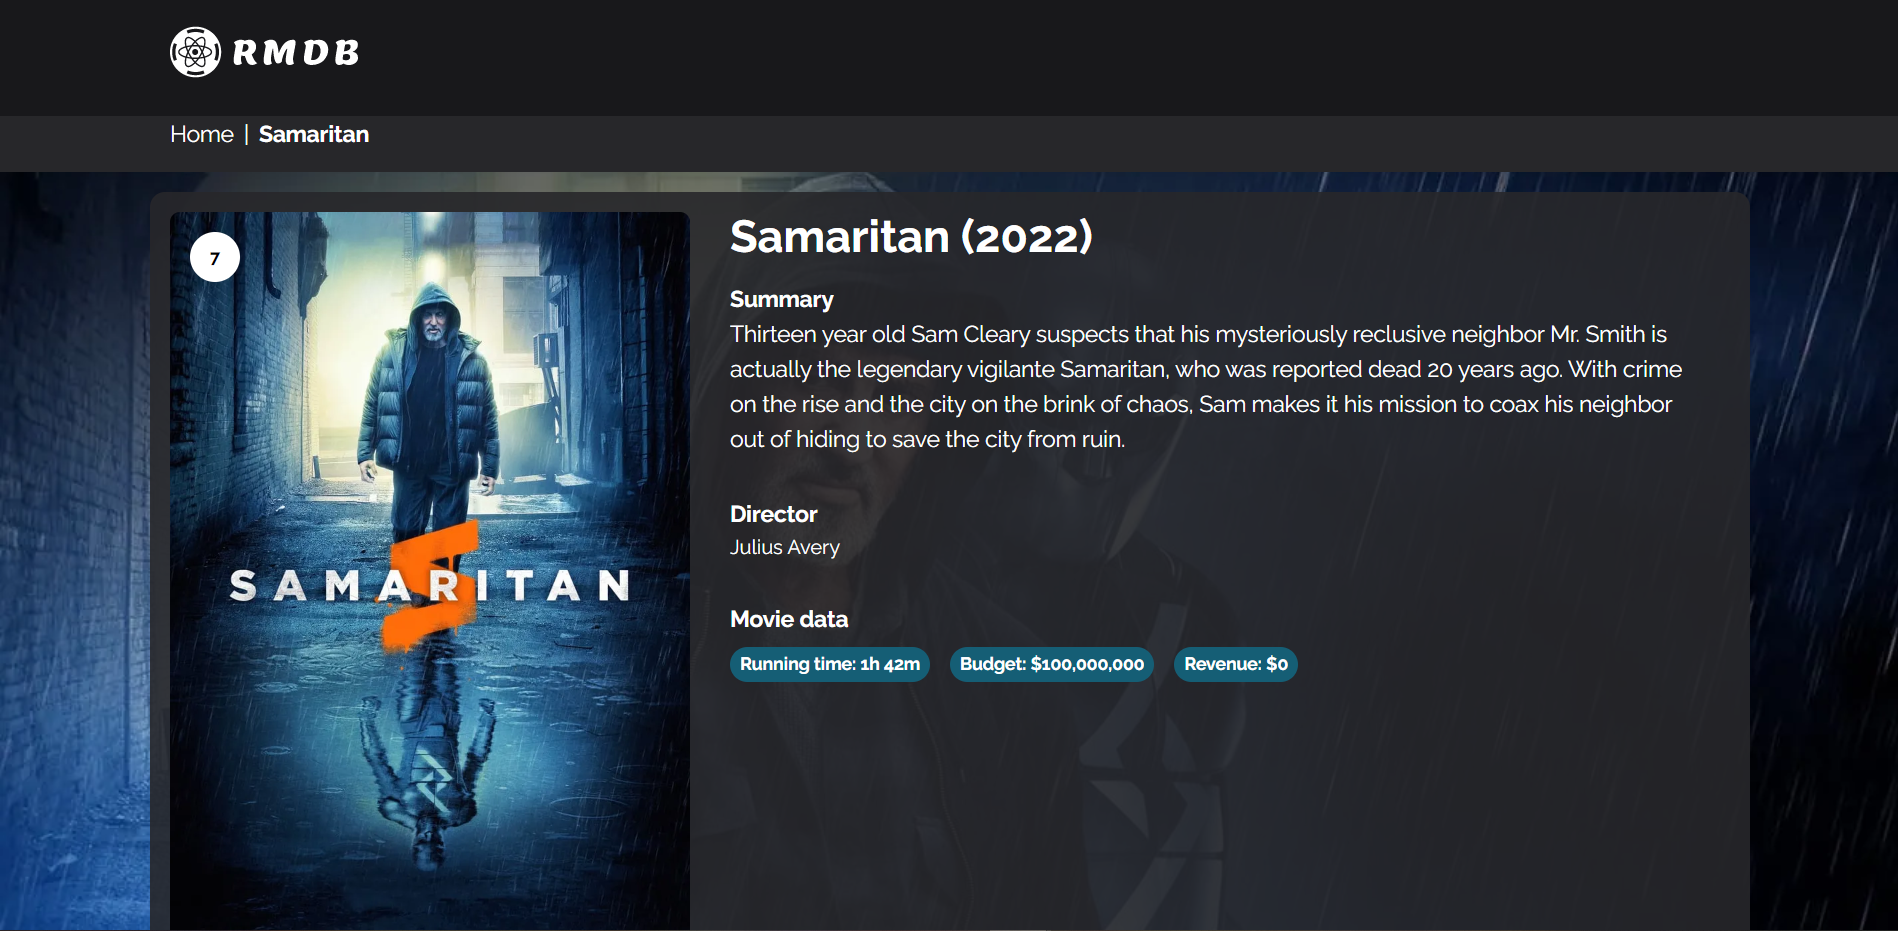 RMDB
Home | Samaritan
7
SAMARITAN
Samaritan (2022)
Summary
Thirteen year old Sam Cleary suspects that his mysteriously reclusive neighbor Mr. Smith is
actually the legendary vigilante Samaritan, who was reported dead 20 years ago. With crime
on the rise and the city on the brink of chaos, Sam makes it his mission to coax his neighbor
out of hiding to save the city from ruin.
Director
Julius Avery
Movie data
Running time: 1h 42m
Budget: $100,000,000
Revenue: $0